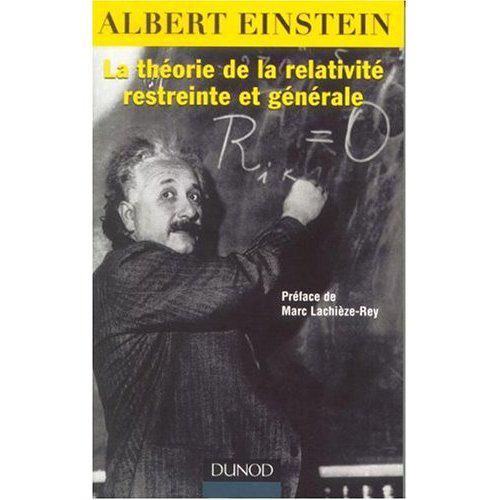 ALBERT EINSTEIN
La théorie de la relativité
restreinte et générale
R i k = 0
Préface de
Marc Lachièze-Rey
DUNOD